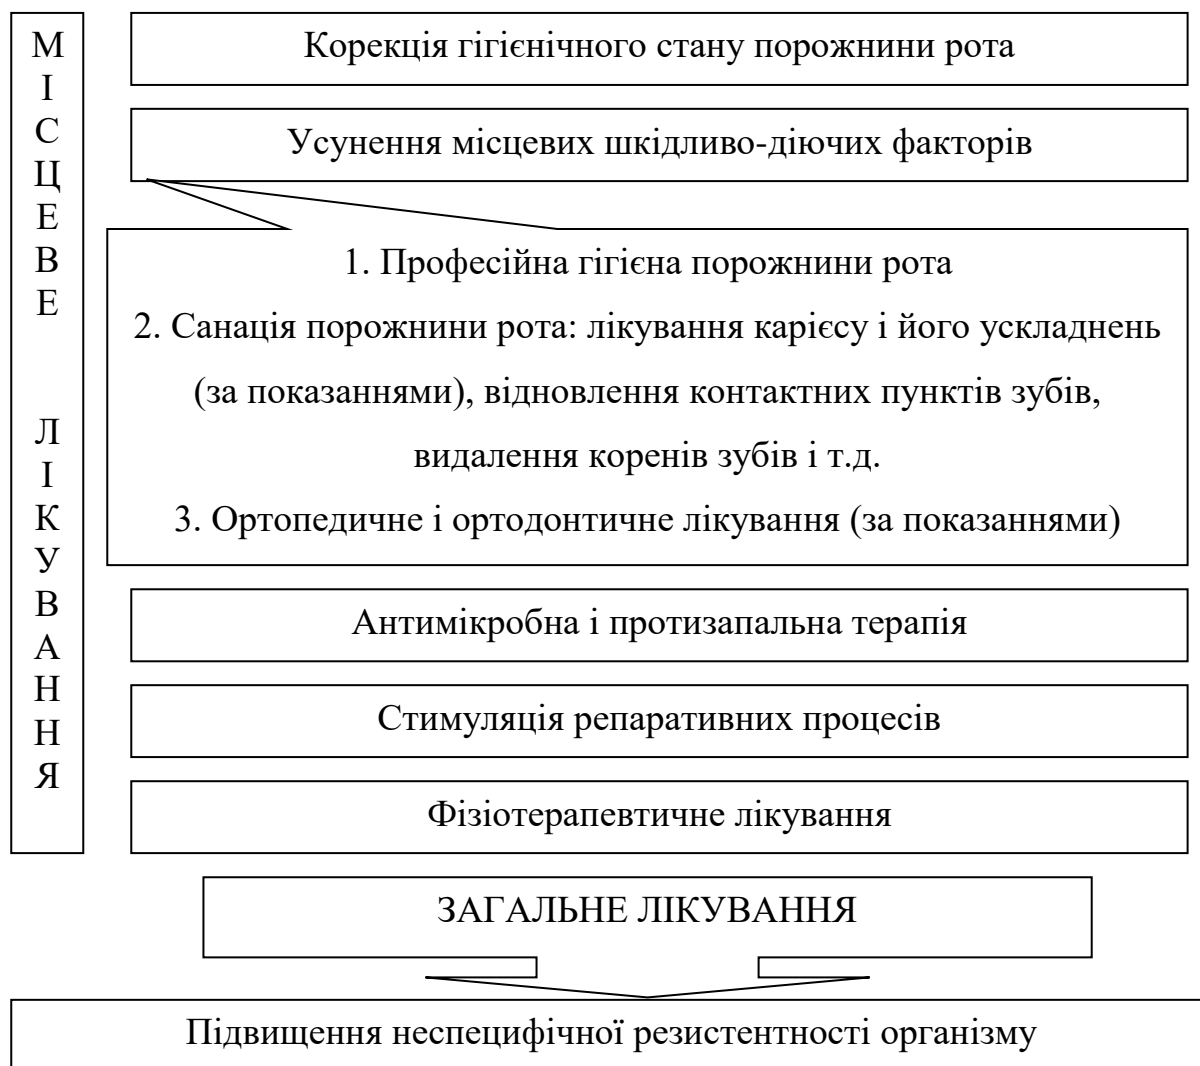 МІСЦЕВЕ ЛІКУВАННЯ
Корекція гігієнічного стану порожнини рота
Усунення місцевих шкідливо-діючих факторів
1. Професійна гігієна порожнини рота
2. Санація порожнини рота: лікування карієсу і його ускладнень
(за показаннями), відновлення контактних пунктів зубів,
видалення коренів зубів і т.д.
3. Ортопедичне і ортодонтичне лікування (за показаннями)
Антимікробна і протизапальна терапія
Стимуляція репаративних процесів
Фізіотерапевтичне лікування
ЗАГАЛЬНЕ ЛІКУВАННЯ
Підвищення неспецифічної резистентності організму